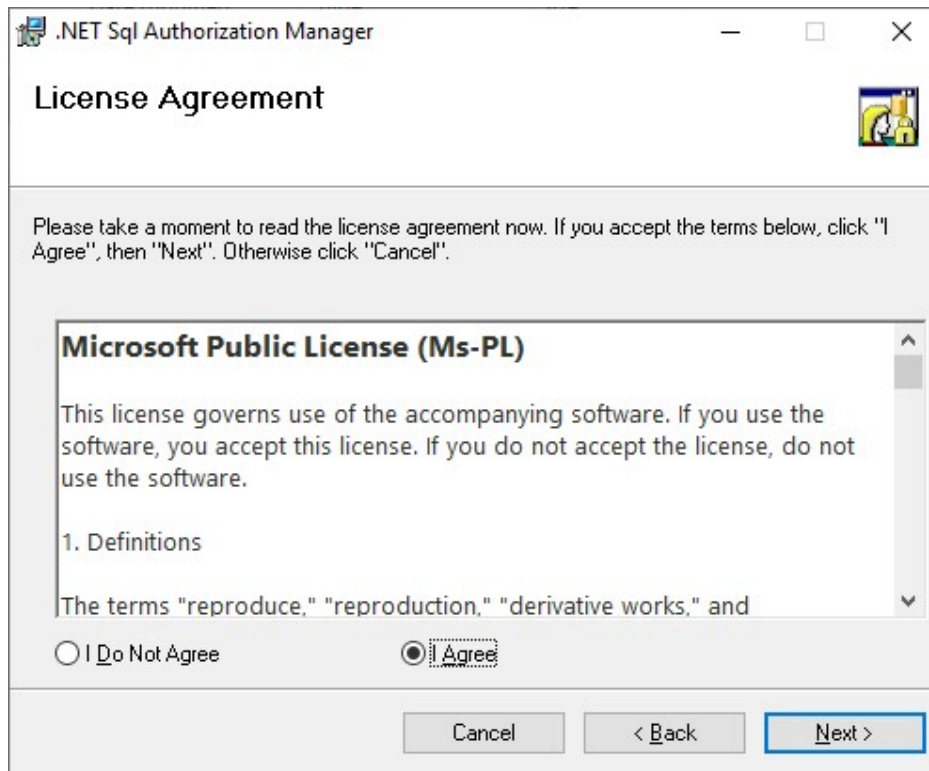 .NET Sql Authorization Manager
License Agreement
Please take a moment to read the license agreement now. If you accept the terms below, click "I
Agree", then "Next". Otherwise click "Cancel".
Microsoft Public License (Ms-PL)
This license governs use of the accompanying software. If you use the
software, you accept this license. If you do not accept the license, do not
use the software.
1. Definitions
The terms "reproduce," "reproduction," "derivative works," and
I Do Not Agree
I Agree
Cancel
< Back
Next >